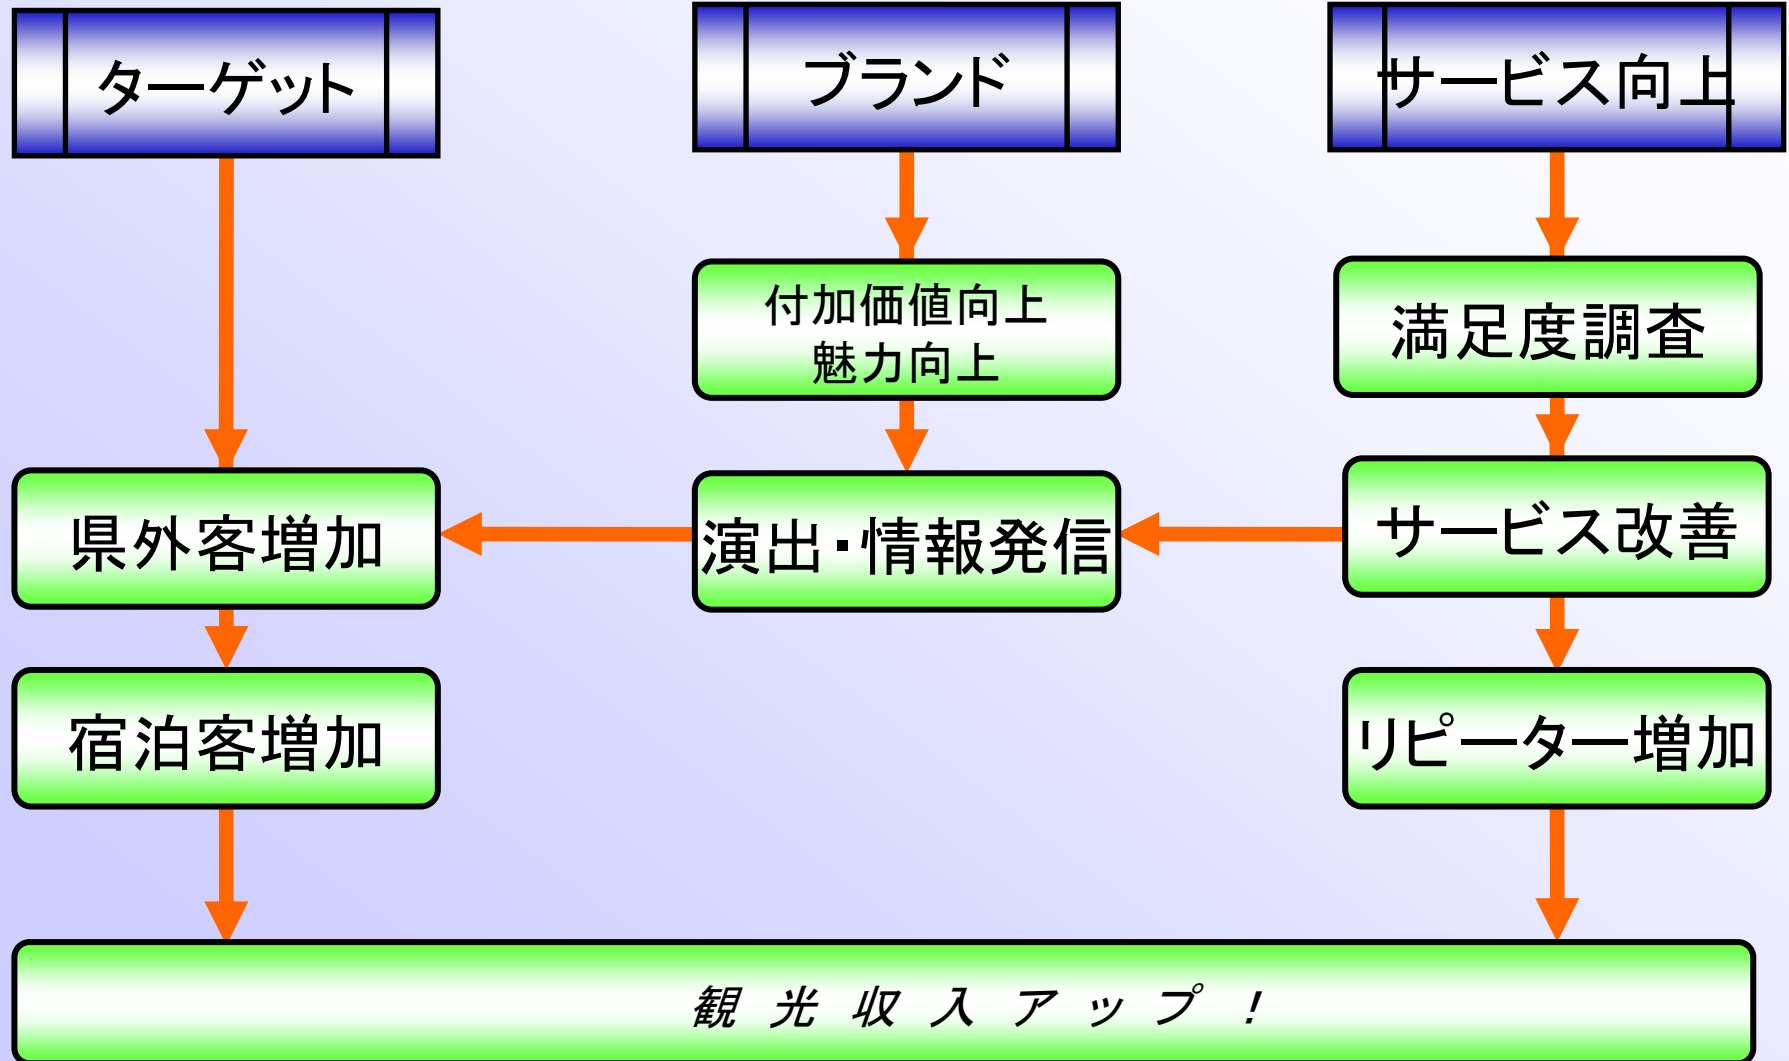 ターゲット
ブランド
サービス向上
付加価値向上
魅力向上
満足度調査
県外客増加
演出・情報発信
サービス改善
宿泊客増加
リピーター増加
観光収入アップ！